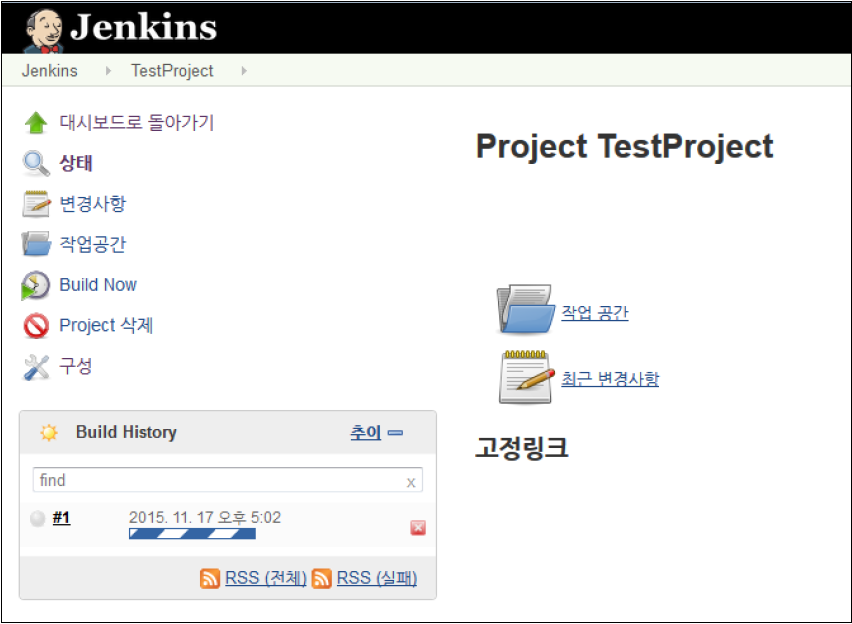 Jenkins
Jenkins TestProject
대시보드로 돌아가기
상태
변경사항
작업공간
Build Now
Project 삭제
구성
Build History 추이
find x
#1 2015. 11. 17 오후 5:02
RSS (전체) RSS (실패)
Project TestProject
작업 공간
최근 변경사항
고정링크